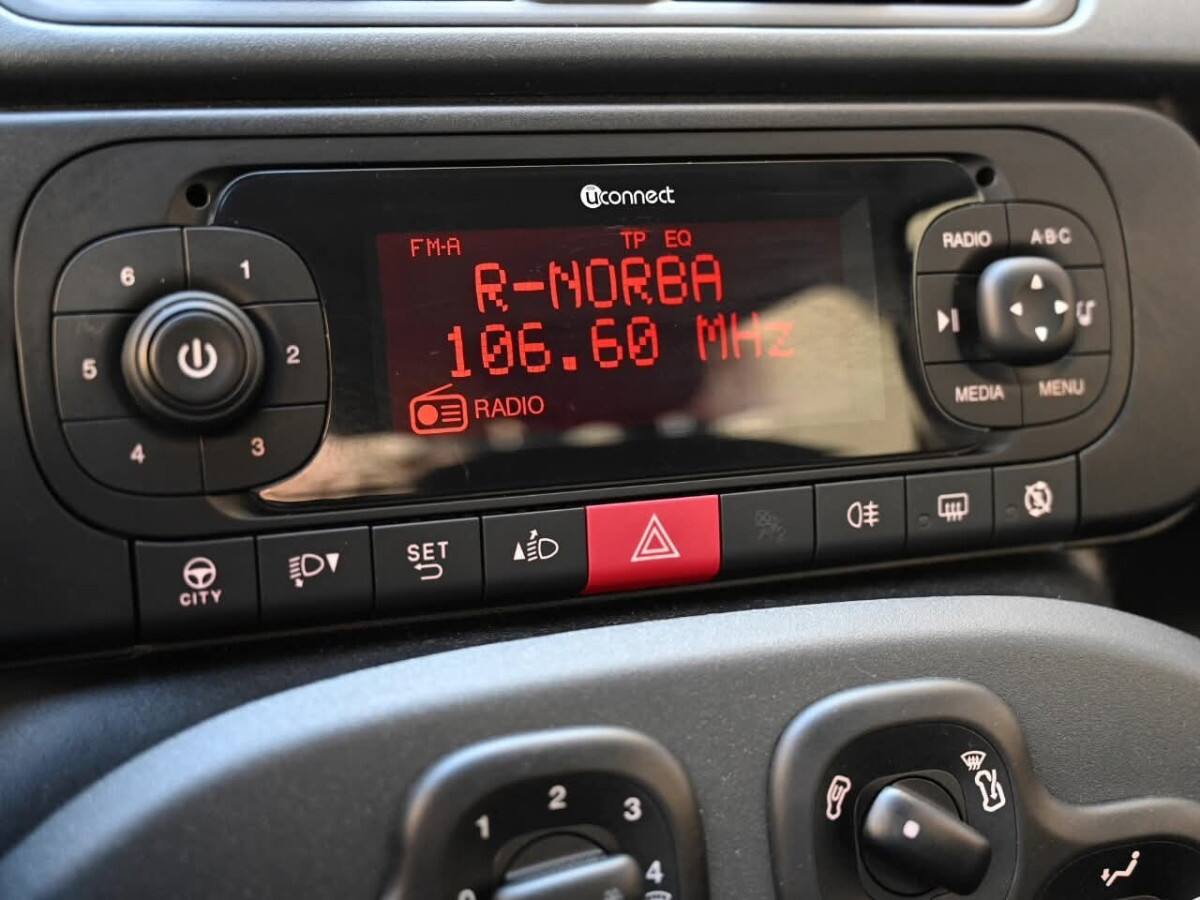 uconnect
FM-A TP EQ
R-NORBA
106.60 MHz
RADIO
6 1
5 2
4 3
RADIO A·B·C
MEDIA MENU
CITY
SET
1 2 3
4
0